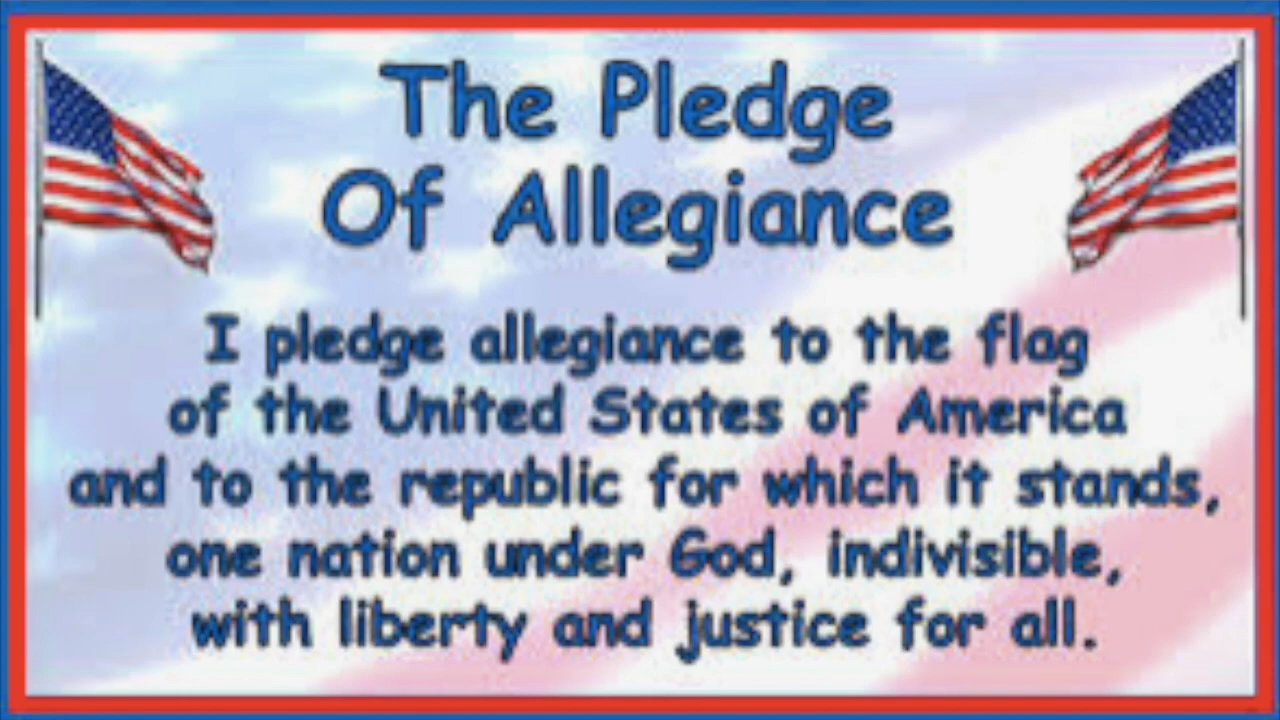 The Pledge
Of Allegiance
I pledge allegiance to the flag
of the United States of America
and to the republic for which it stands,
one nation under God, indivisible,
with liberty and justice for all.